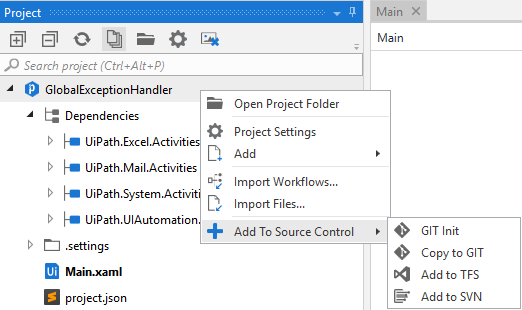 Project
Main
Search project (Ctrl+Alt+P)
Main
GlobalExceptionHandler
Dependencies
UiPath.Excel.Activities
UiPath.Mail.Activities
UiPath.System.Activitie
UiPath.UIAutomation.
.settings
Ui Main.xaml
project.json
Open Project Folder
Project Settings
Add
Import Workflows...
Import Files...
Add To Source Control
GIT Init
Copy to GIT
Add to TFS
Add to SVN